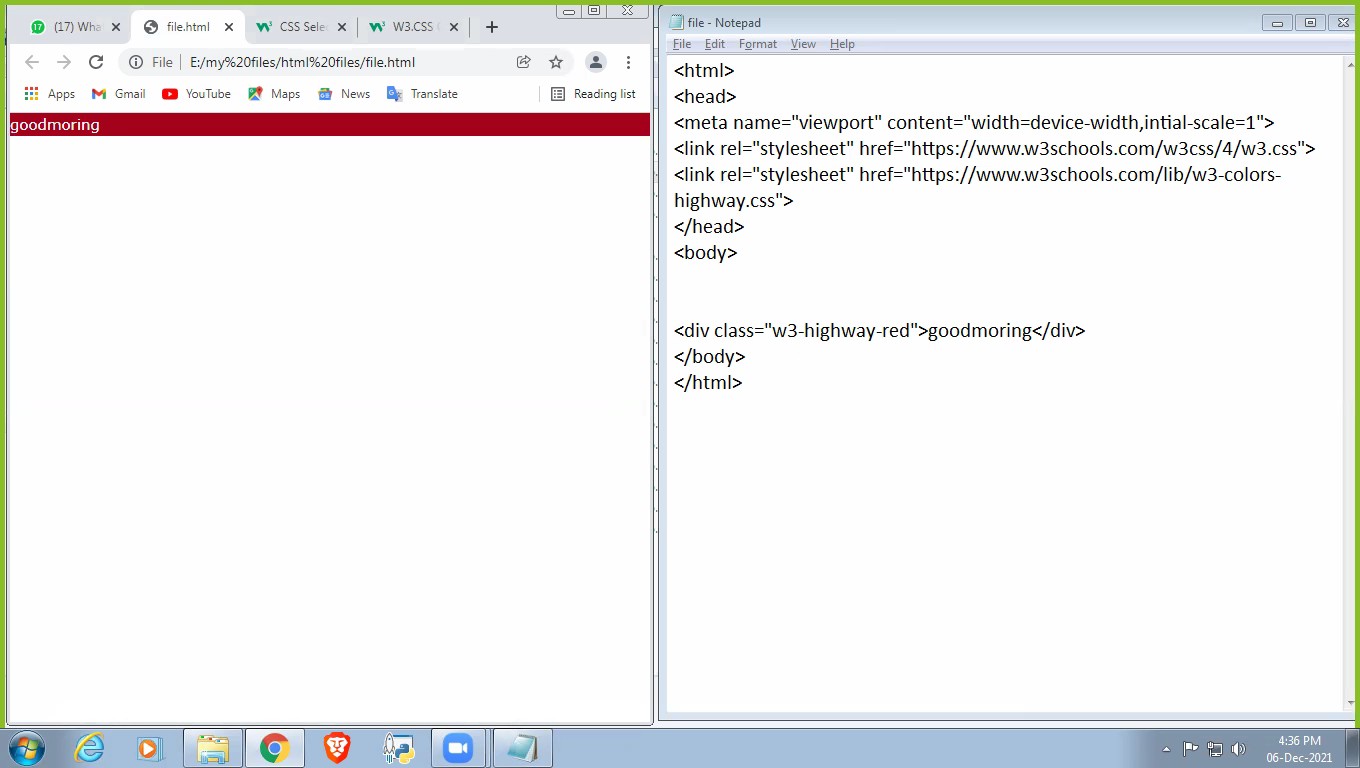 (17) Wha
file.html
CSS Sele
W3.CSS
File
E:/my%20files/html%20files/file.html
Apps
Gmail
YouTube
Maps
News
Translate
Reading list
goodmoring
file - Notepad
File Edit Format View Help
<html>
<head>
<meta name="viewport" content="width=device-width,intial-scale=1">
<link rel="stylesheet" href="https://www.w3schools.com/w3css/4/w3.css">
<link rel="stylesheet" href="https://www.w3schools.com/lib/w3-colors-
highway.css">
</head>
<body>
<div class="w3-highway-red">goodmoring</div>
</body>
</html>
4:36 PM
06-Dec-2021